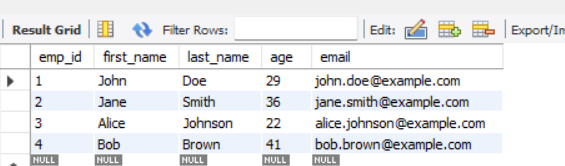 Result Grid Filter Rows: Edit: Export/Im
emp_id first_name last_name age email
1 John Doe 29 john.doe@example.com
2 Jane Smith 36 jane.smith@example.com
3 Alice Johnson 22 alice.johnson@example.com
4 Bob Brown 41 bob.brown@example.com
NULL NULL NULL NULL NULL